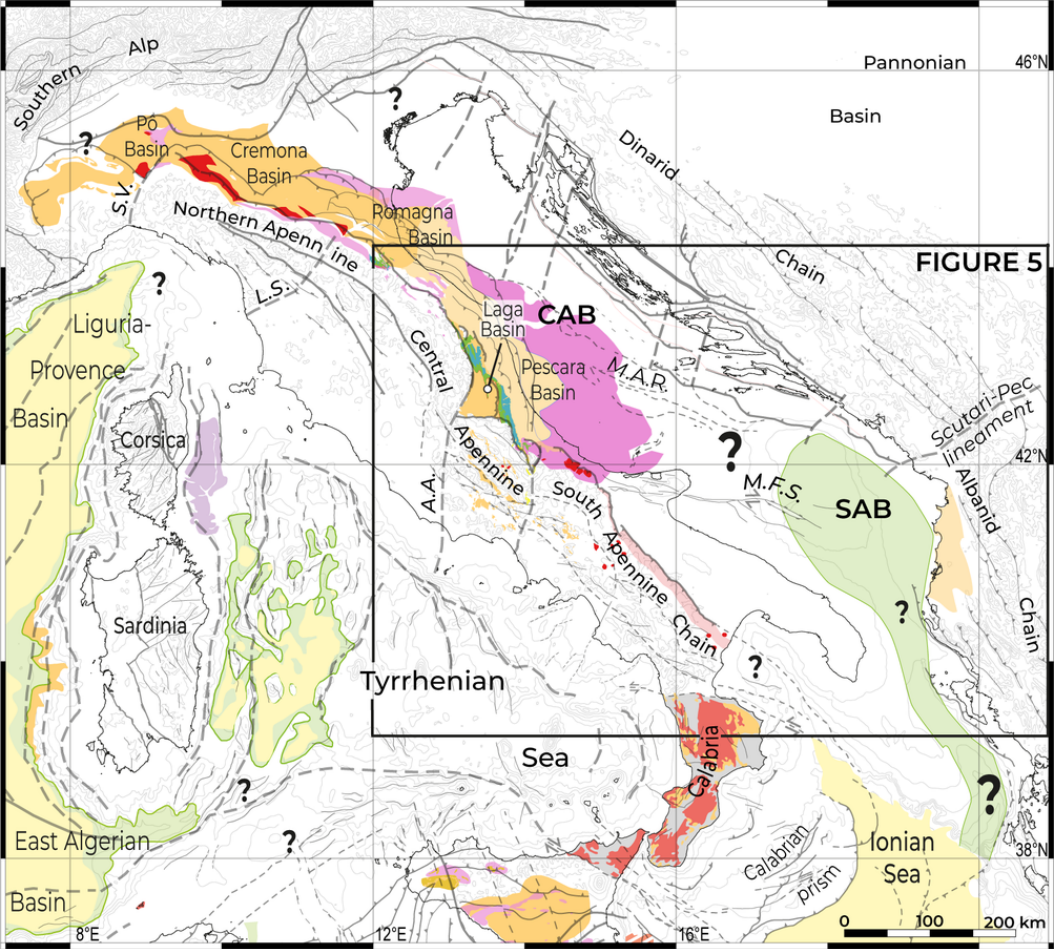 Alp
Southern
Pannonian
46°N
?
Basin
Po
Basin
?
Cremona
Basin
Dinarid
S.V.
Northern Apenn
ine
Romagna
Basin
Chain
FIGURE 5
?
L.S.
Liguria-
Provence
Basin
Laga
Basin
CAB
Central
Pescara
Basin
M.A.R.
Scutari-Pec
lineament
Corsica
Apennine
?
42°N
A.A.
South
M.F.S.
SAB
Albanid
Apennine
Sardinia
?
Chain
Chain
?
Tyrrhenian
Sea
Calabria
?
?
East Algerian
?
Calabrian
prism
Ionian
Sea
38°N
Basin
0 100 200 km
8°E
12°E
16°E